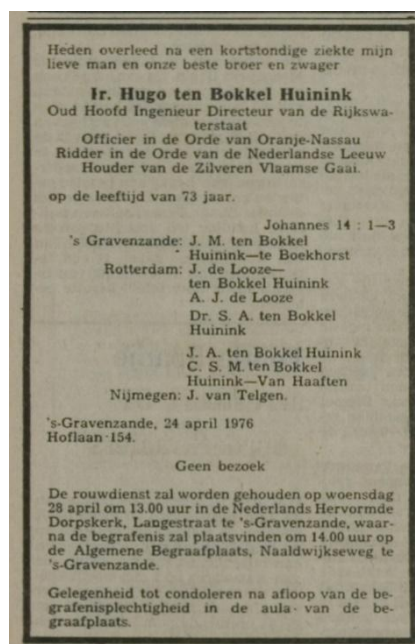 Heden overleed na een kortstondige ziekte mijn
lieve man en onze beste broer en zwager
Ir. Hugo ten Bokkel Huinink
Oud Hoofd Ingenieur Directeur van de Rijkswa-
terstaat
Officier in de Orde van Oranje-Nassau
Ridder in de Orde van de Nederlandse Leeuw
Houder van de Zilveren Vlaamse Gaai.
op de leeftijd van 73 jaar.
Johannes 14 : 1—3
's Gravenzande: J. M. ten Bokkel
Huinink—te Boekhorst
Rotterdam: J. de Looze—
ten Bokkel Huinink
A. J. de Looze
Dr. S. A. ten Bokkel
Huinink
J. A. ten Bokkel Huinink
C. S. M. ten Bokkel
Huinink—Van Haaften
Nijmegen: J. van Telgen.
's-Gravenzande, 24 april 1976
Hoflaan 154.
Geen bezoek
De rouwdienst zal worden gehouden op woensdag
28 april om 13.00 uur in de Nederlands Hervormde
Dorpskerk, Langestraat te 's-Gravenzande, waar-
na de begrafenis zal plaatsvinden om 14.00 uur op
de Algemene Begraafplaats, Naaldwijkseweg te
's-Gravenzande.
Gelegenheid tot condoleren na afloop van de be-
grafenisplechtigheid in de aula van de be-
graafplaats.